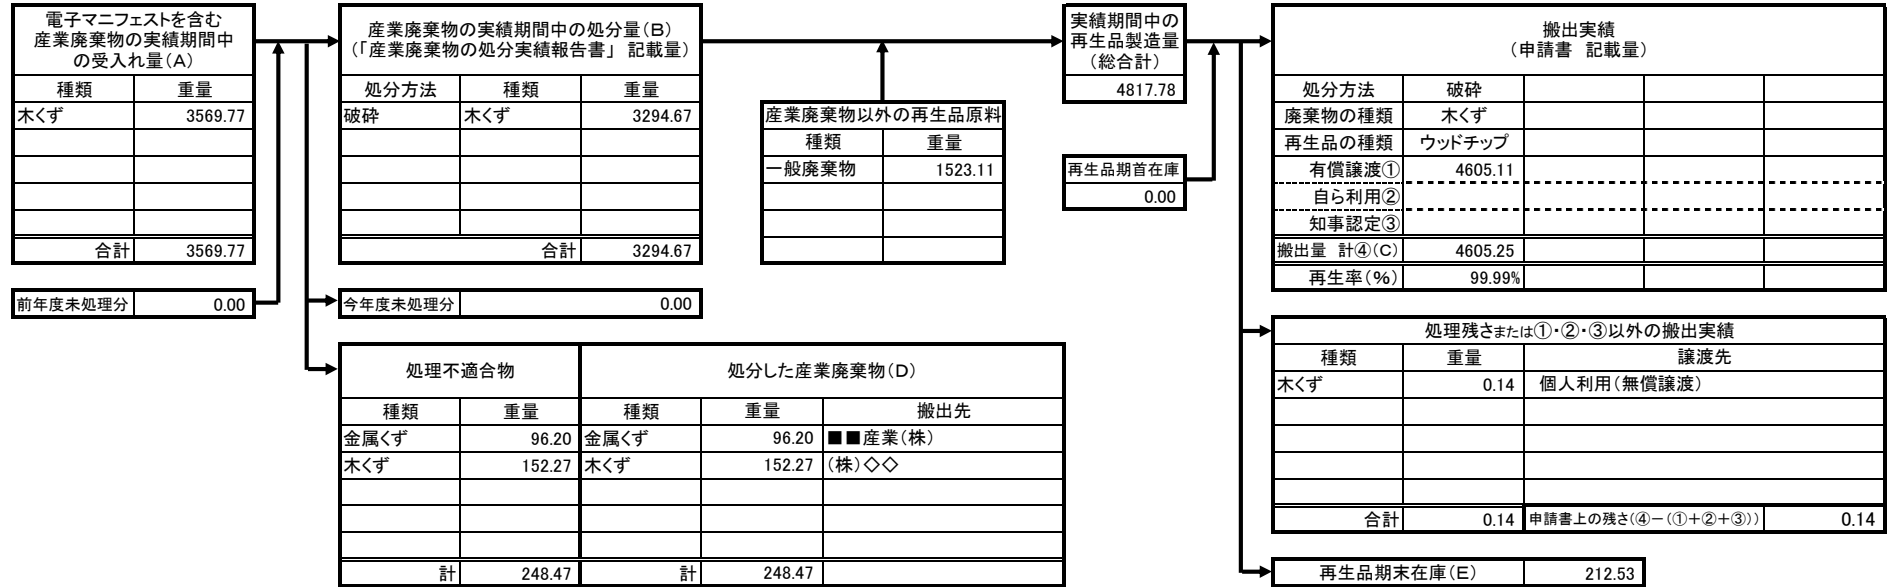 電子マニフェストを含む
産業廃棄物の実績期間中
の受入れ量(A)
種類 重量
木くず 3569.77
合計 3569.77
前年度未処理分 0.00
産業廃棄物の実績期間中の処分量(B)
(「産業廃棄物の処分実績報告書」 記載量)
処分方法 種類 重量
破砕 木くず 3294.67
合計 3294.67
今年度未処理分 0.00
処理不適合物 処分した産業廃棄物(D)
種類 重量 種類 重量 搬出先
金属くず 96.20 金属くず 96.20 ■■産業(株)
木くず 152.27 木くず 152.27 (株)◇◇
計 248.47 計 248.47
産業廃棄物以外の再生品原料
種類 重量
一般廃棄物 1523.11
実績期間中の
再生品製造量
(総合計)
4817.78
再生品期首在庫
0.00
搬出実績
(申請書 記載量)
処分方法 破砕
廃棄物の種類 木くず
再生品の種類 ウッドチップ
有償譲渡① 4605.11
自ら利用②
知事認定③
搬出量 計④(C) 4605.25
再生率(%) 99.99%
処理残さまたは①・②・③以外の搬出実績
種類 重量 譲渡先
木くず 0.14 個人利用(無償譲渡)
合計 0.14 申請書上の残さ(④-(①+②+③)) 0.14
再生品期末在庫(E) 212.53